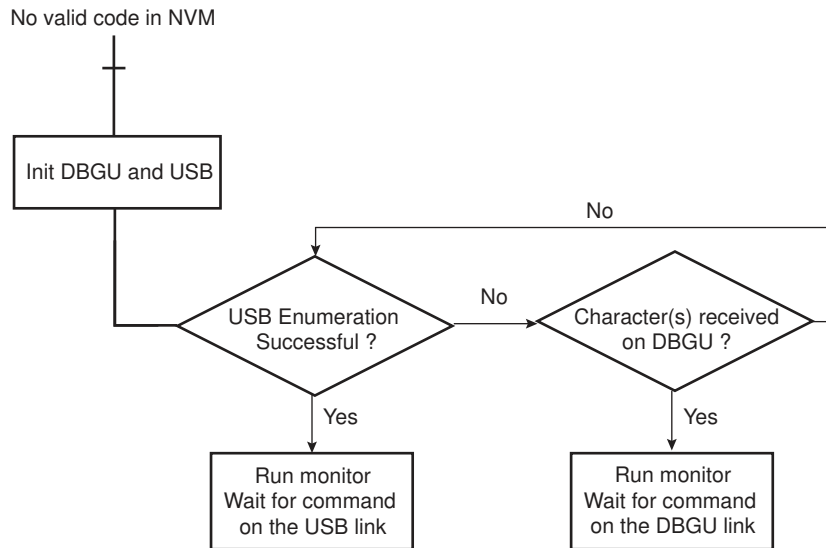 No valid code in NVM
Init DBGU and USB
No
USB Enumeration
Successful ?
No
Character(s) received
on DBGU ?
Yes
Yes
Run monitor
Wait for command
on the USB link
Run monitor
Wait for command
on the DBGU link